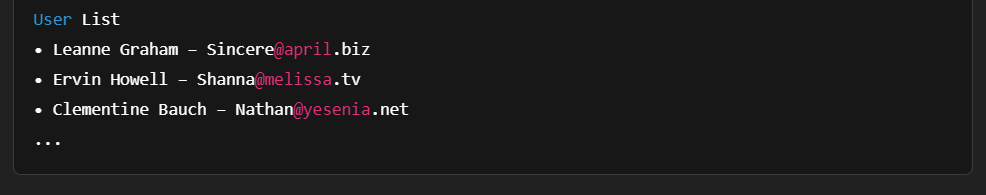 User List
• Leanne Graham – Sincere@april.biz
• Ervin Howell – Shanna@melissa.tv
• Clementine Bauch – Nathan@yesenia.net
...